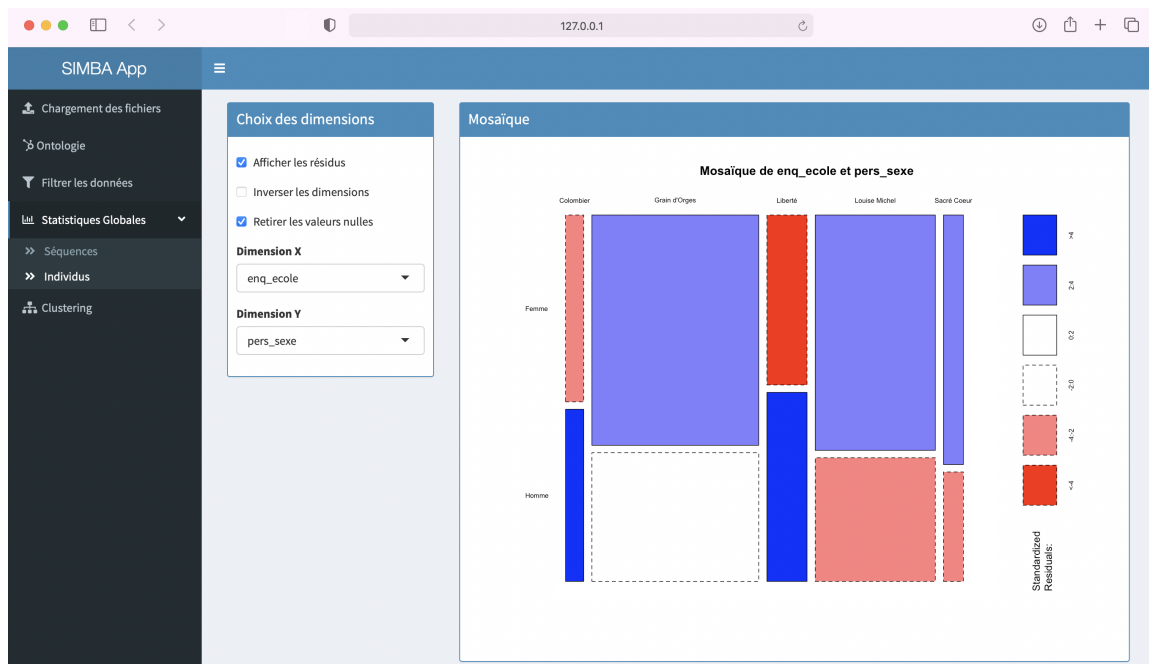 127.0.0.1
SIMBA App
Chargement des fichiers
Ontologie
Filtrer les données
Statistiques Globales
Séquences
Individus
Clustering
Choix des dimensions
Afficher les résidus
Inverser les dimensions
Retirer les valeurs nulles
Dimension X
enq_ecole
Dimension Y
pers_sexe
Mosaïque
Mosaïque de enq_ecole et pers_sexe
Colombier Grain d'Orges Liberté Louise Michel Sacré Coeur
Femme
Homme
>4
2:4
0:2
-2:0
-4:-2
<-4
Standardized
Residuals: